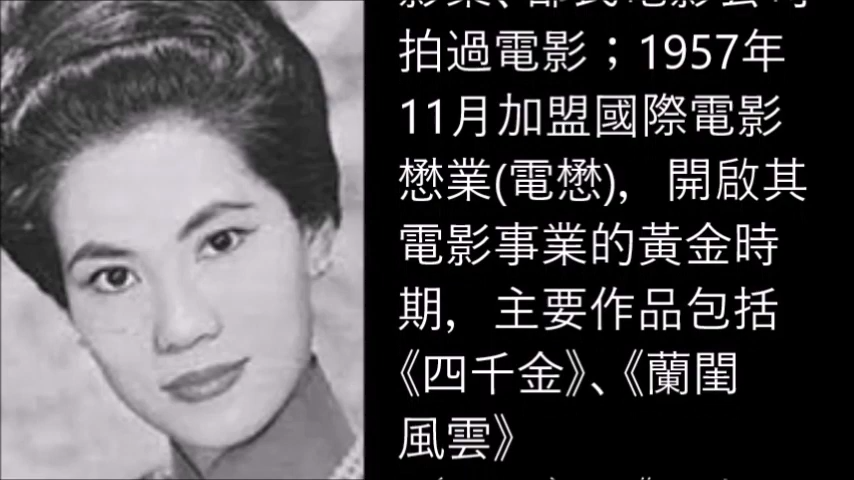 拍過電影；1957年
11月加盟國際電影
懋業(電懋)， 開啟其
電影事業的黃金時
期， 主要作品包括
《四千金》、《蘭閨
風雲》